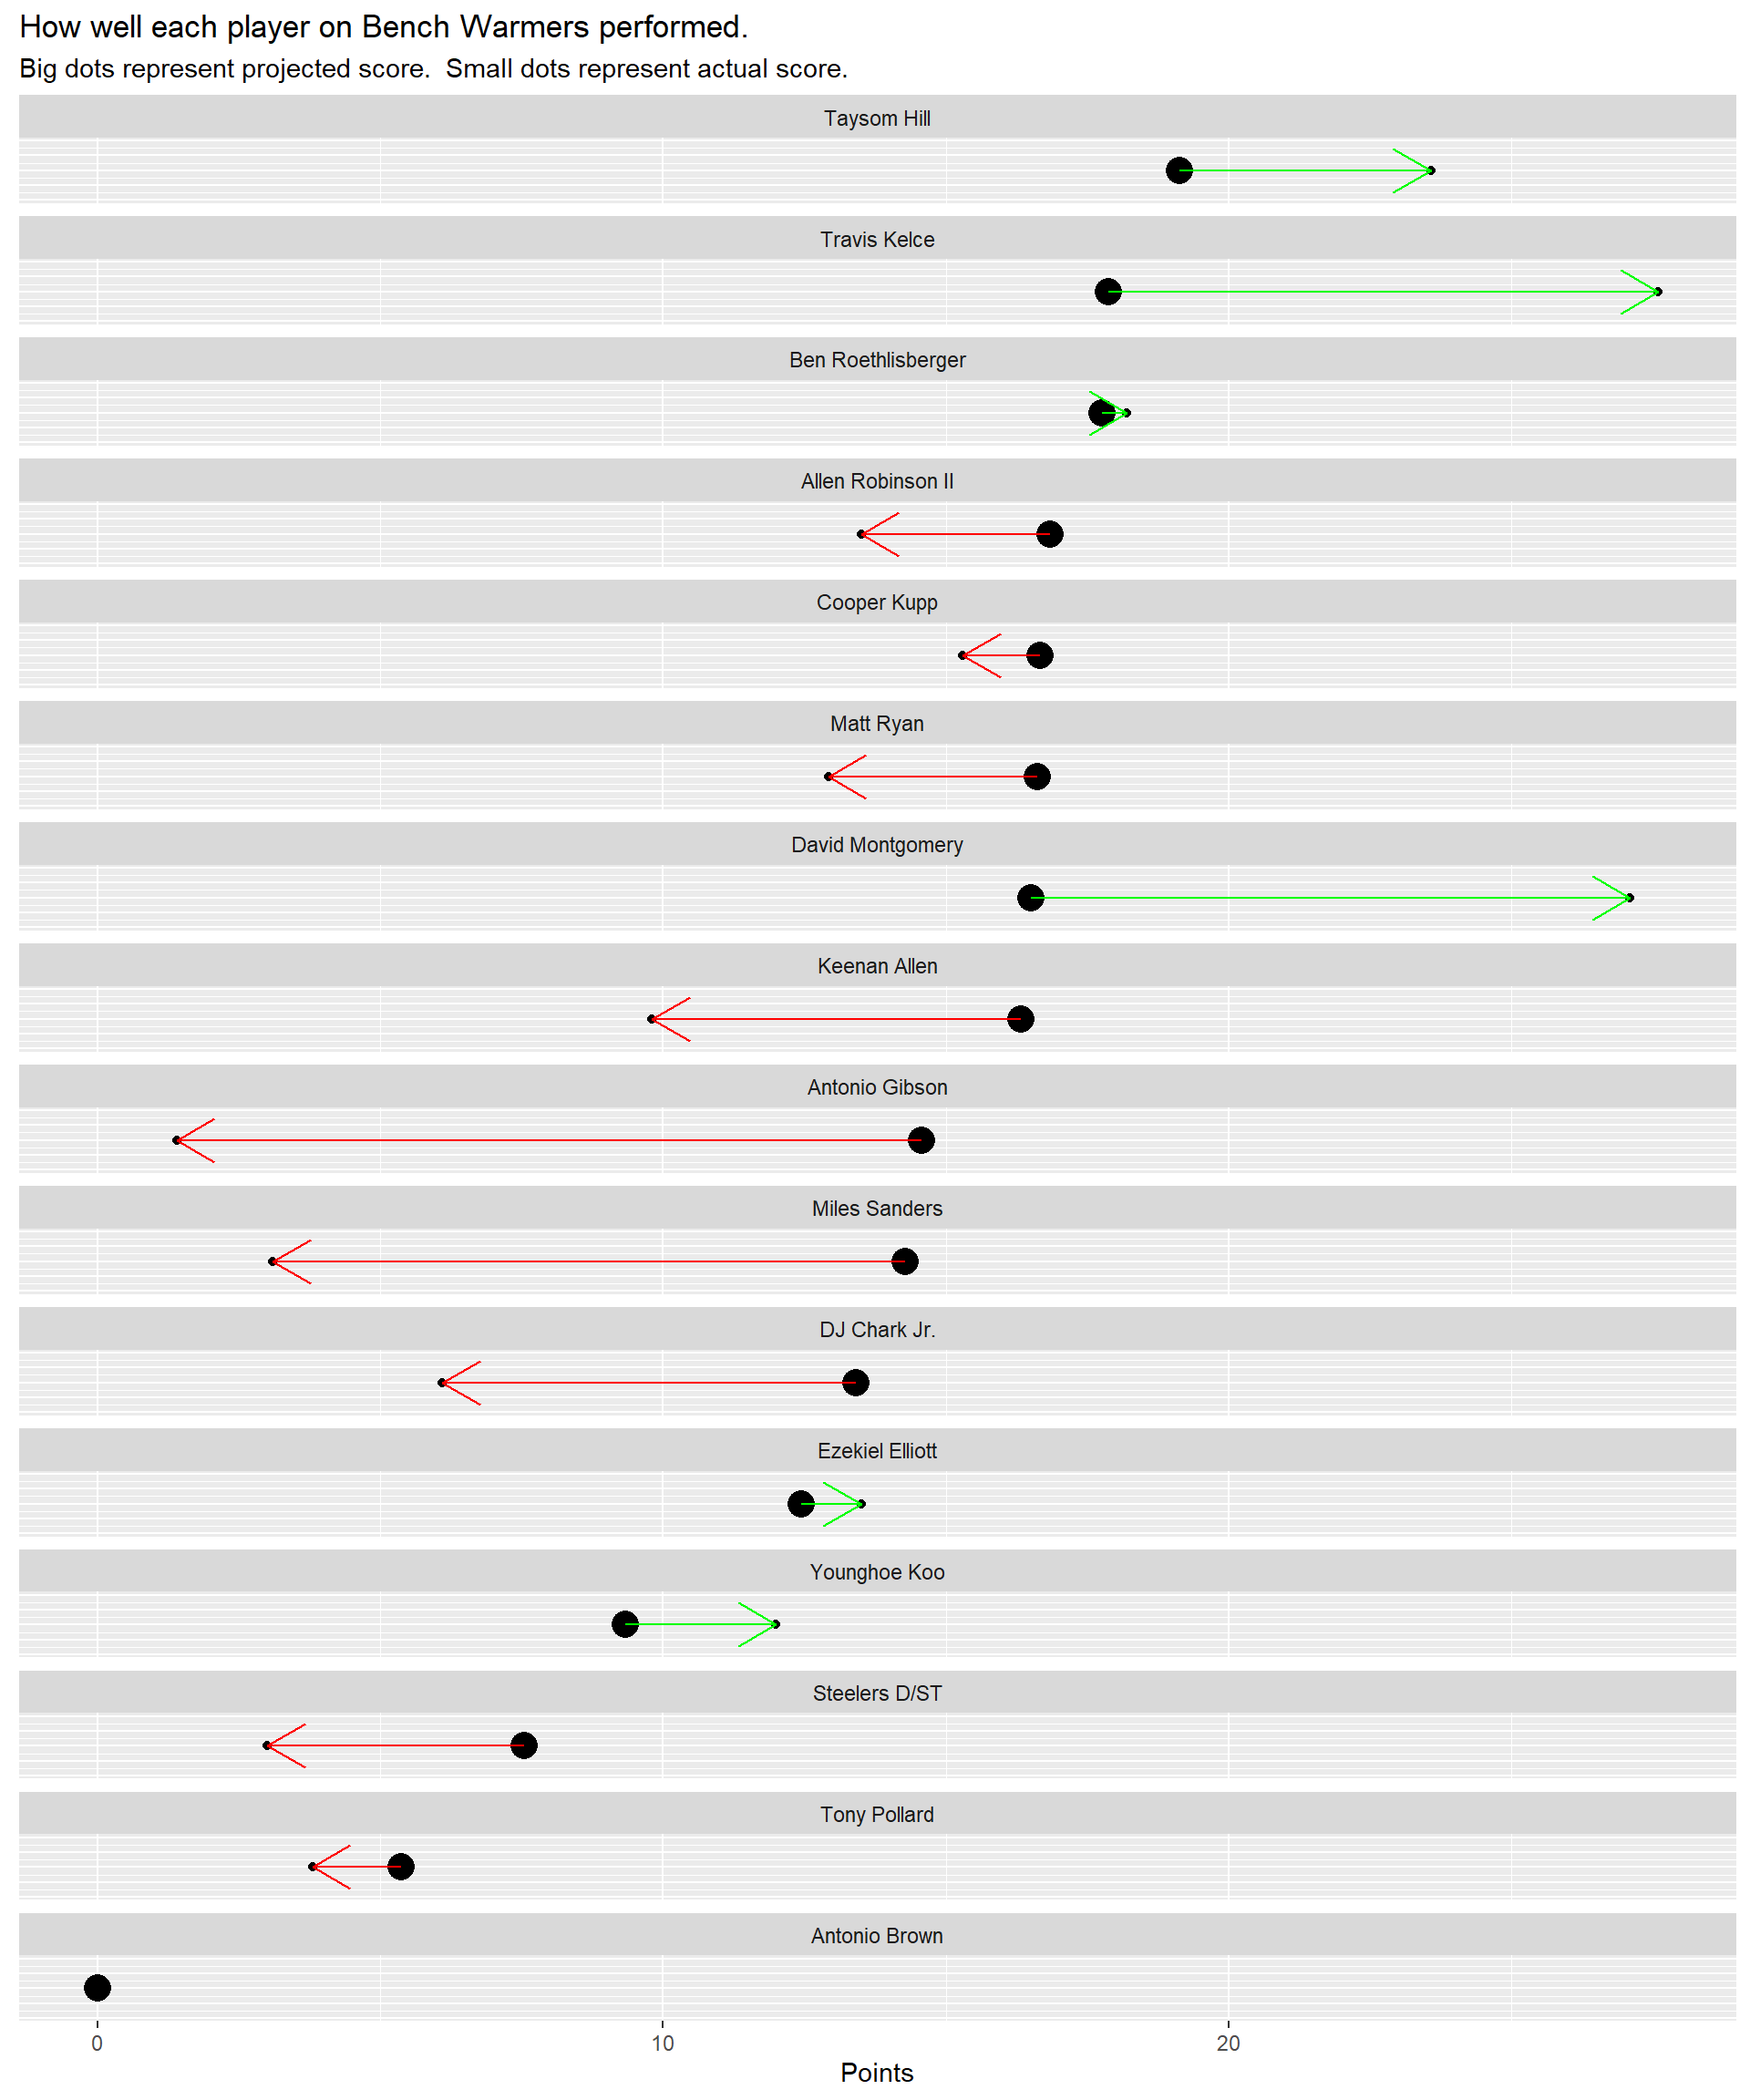 How well each player on Bench Warmers performed.
Big dots represent projected score.  Small dots represent actual score.
Taysom Hill
Travis Kelce
Ben Roethlisberger
Allen Robinson II
Cooper Kupp
Matt Ryan
David Montgomery
Keenan Allen
Antonio Gibson
Miles Sanders
DJ Chark Jr.
Ezekiel Elliott
Younghoe Koo
Steelers D/ST
Tony Pollard
Antonio Brown
0 10 20
Points